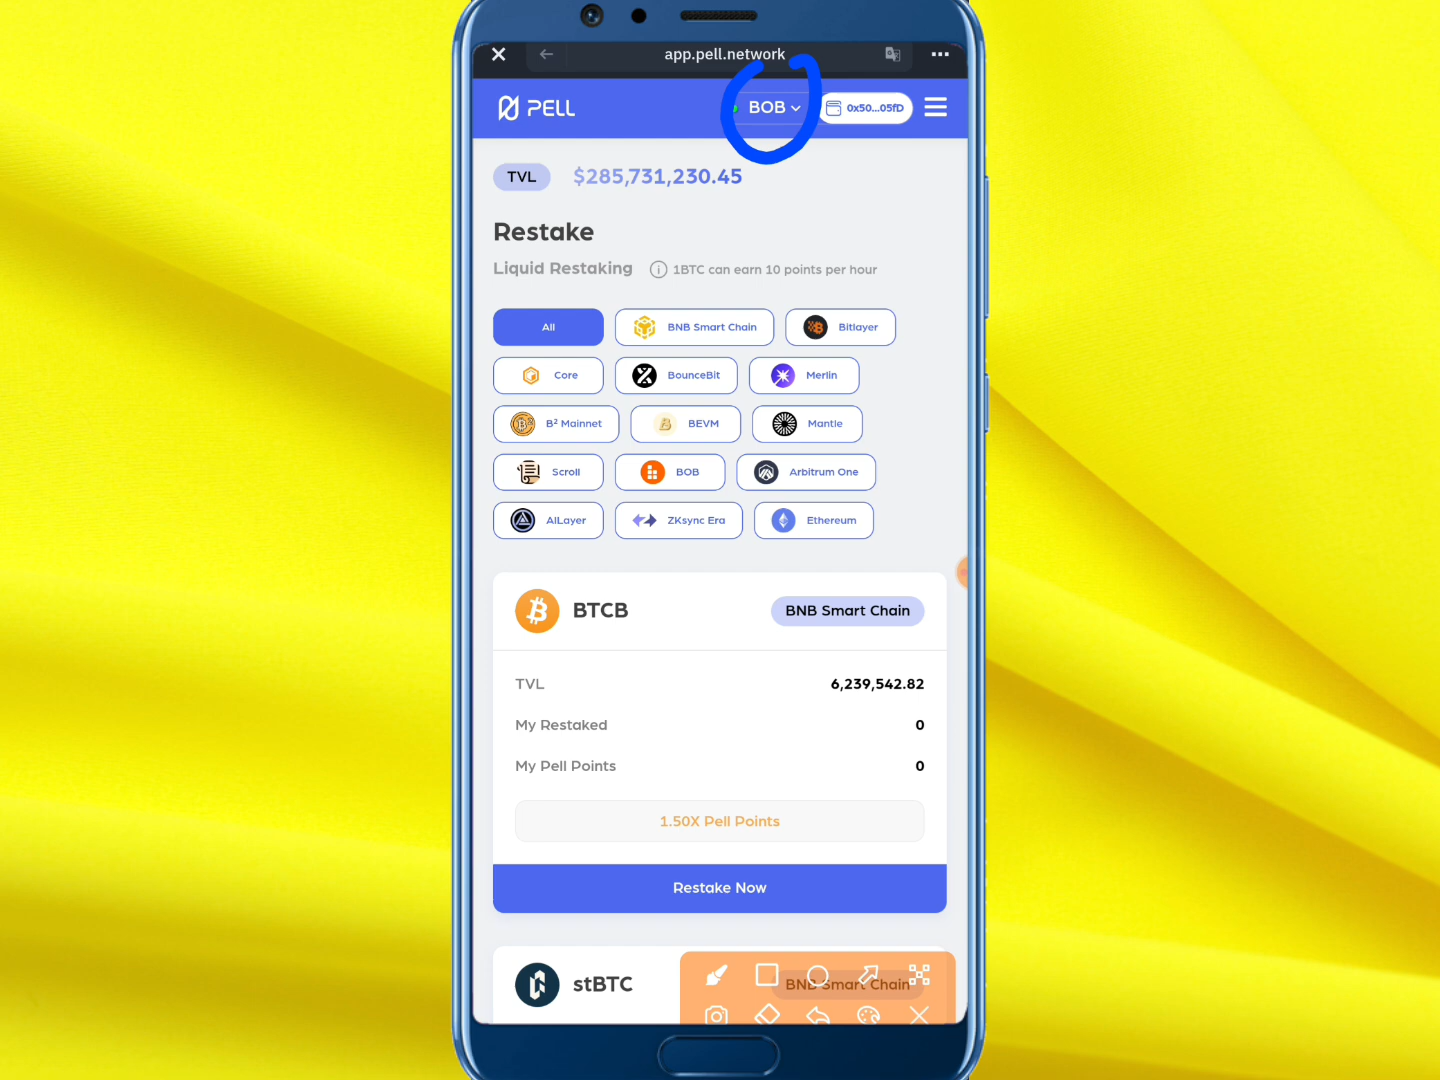 app.pell.network
PELL BOB 0x50...05fD
TVL $285,731,230.45
Restake
Liquid Restaking 1BTC can earn 10 points per hour
All BNB Smart Chain Bitlayer
Core BounceBit Merlin
B² Mainnet BEVM Mantle
Scroll BOB Arbitrum One
AILayer ZKsync Era Ethereum
BTCB BNB Smart Chain
TVL 6,239,542.82
My Restaked 0
My Pell Points 0
1.50X Pell Points
Restake Now
stBTC BNB Smart Chain